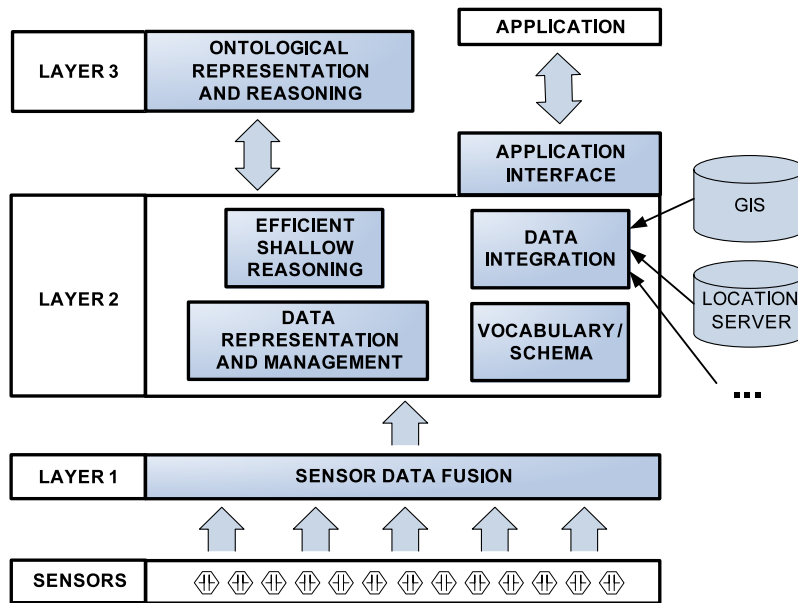 LAYER 3
ONTOLOGICAL
REPRESENTATION
AND REASONING
APPLICATION
APPLICATION
INTERFACE
LAYER 2
EFFICIENT
SHALLOW
REASONING
DATA
REPRESENTATION
AND MANAGEMENT
DATA
INTEGRATION
VOCABULARY/
SCHEMA
GIS
LOCATION
SERVER
...
LAYER 1
SENSOR DATA FUSION
SENSORS